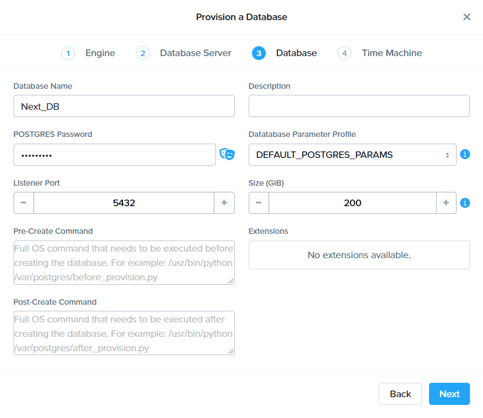 Provision a Database
1 Engine 2 Database Server 3 Database 4 Time Machine
Database Name
Next_DB
Description
POSTGRES Password
•••••••••
Datatabase Parameter Profile
DEFAULT_POSTGRES_PARAMS
Listener Port
5432
Size (GIB)
200
Pre-Create Command
Full OS command that needs to be executed before
creating the database. For example: /usr/bin/python
/var/postgres/before_provision.py
Extensions
No extensions available.
Post-Create Command
Full OS command that needs to be executed after
creating the database. For example: /usr/bin/python
/var/postgres/after_provision.py
Back
Next